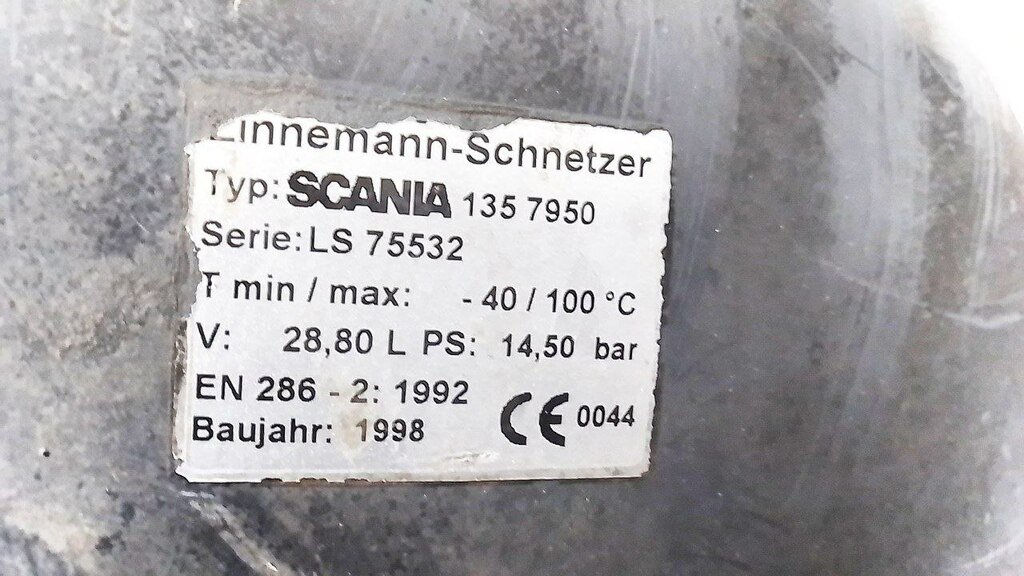 Linnemann-Schnetzer
Typ: SCANIA 135 7950
Serie: LS 75532
T min / max: - 40 / 100 °C
V: 28,80 L PS: 14,50 bar
EN 286 - 2: 1992
Baujahr: 1998 CE 0044